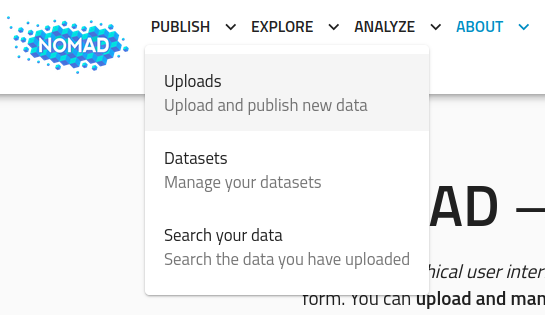 NOMAD PUBLISH EXPLORE ANALYZE ABOUT
Uploads
Upload and publish new data
Datasets
Manage your datasets
AD —
Search your data
Search the data you have uploaded
user inter
form. You can upload and man